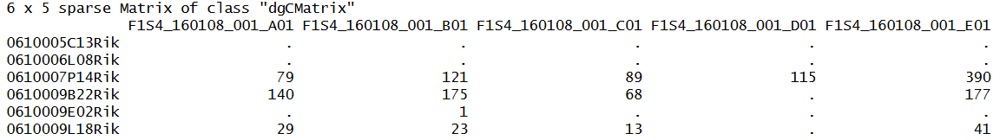 6 x 5 sparse Matrix of class "dgCMatrix"
F1S4_160108_001_A01 F1S4_160108_001_B01 F1S4_160108_001_C01 F1S4_160108_001_D01 F1S4_160108_001_E01
0610005C13Rik . . . . .
0610006L08Rik . . . . .
0610007P14Rik 79 121 89 115 390
0610009B22Rik 140 175 68 . 177
0610009E02Rik . 1 . . .
0610009L18Rik 29 23 13 . 41